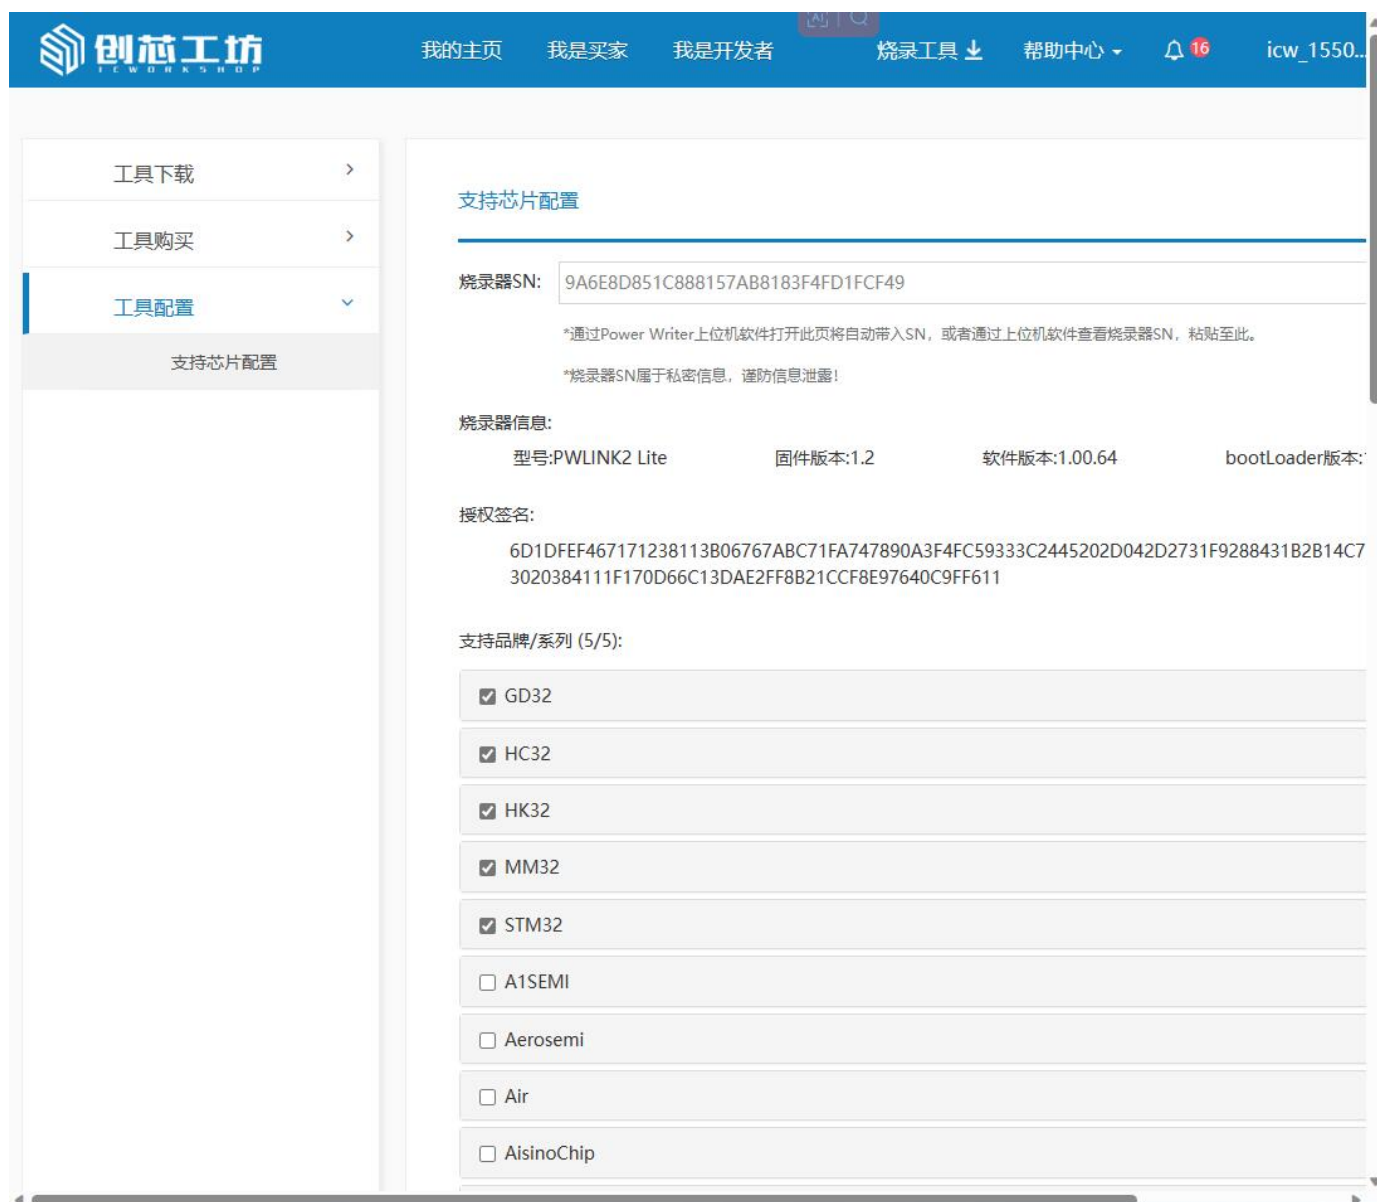 创芯工坊
ICWORKSHOP
我的主页 我是买家 我是开发者 烧录工具 帮助中心 16 icw_1550...
工具下载
工具购买
工具配置
支持芯片配置
支持芯片配置
烧录器SN: 9A6E8D851C888157AB8183F4FD1FCF49
*通过Power Writer上位机软件打开此页将自动带入SN，或者通过上位机软件查看烧录器SN，粘贴至此。
*烧录器SN属于私密信息，谨防信息泄露！
烧录器信息:
型号:PWLINK2 Lite 固件版本:1.2 软件版本:1.00.64 bootLoader版本:
授权签名:
6D1DFEF467171238113B06767ABC71FA747890A3F4FC59333C2445202D042D2731F9288431B2B14C7
3020384111F170D66C13DAE2FF8B21CCF8E97640C9FF611
支持品牌/系列 (5/5):
GD32
HC32
HK32
MM32
STM32
A1SEMI
Aerosemi
Air
AisinoChip